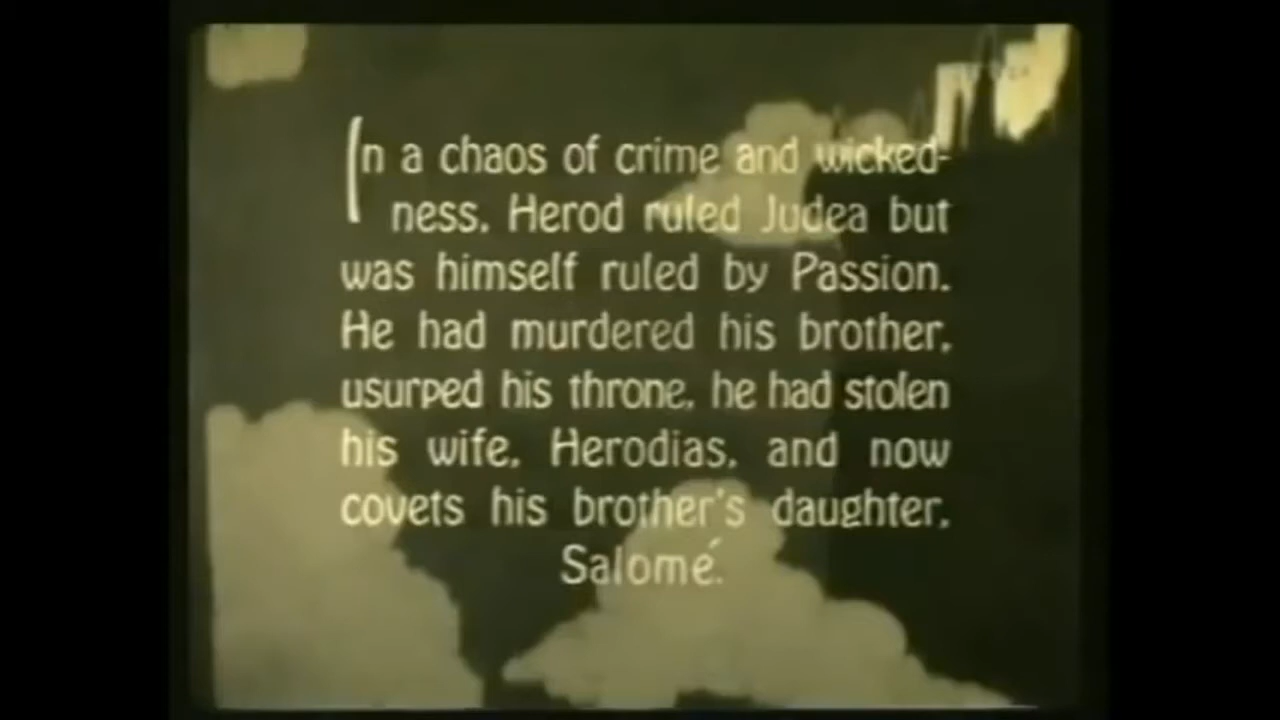 In a chaos of crime and wicked-
ness, Herod ruled Judea but
was himself ruled by Passion.
He had murdered his brother,
usurped his throne, he had stolen
his wife, Herodias, and now
covets his brother's daughter,
Salomé.